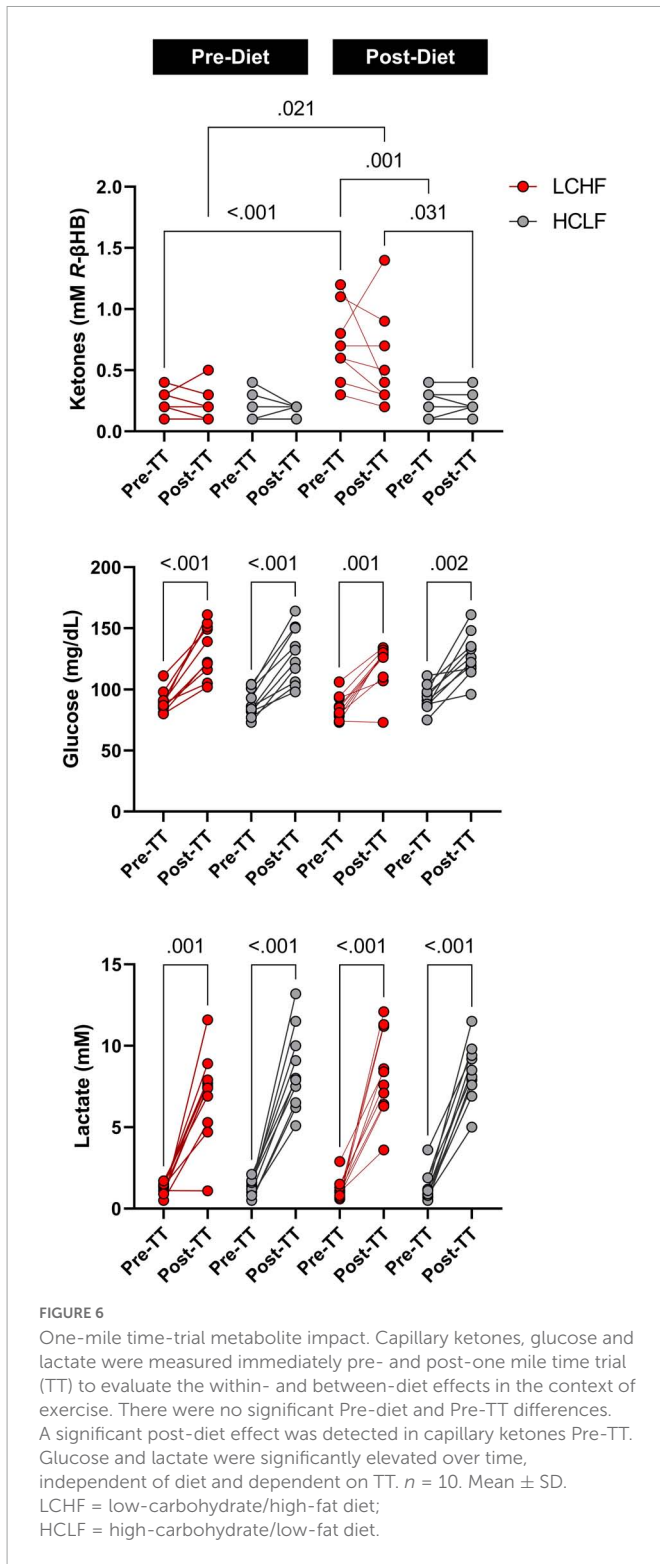 Pre-Diet Post-Diet
.021
.001
<.001 .031
LCHF
HCLF
Ketones (mM R-βHB)
2.0
1.5
1.0
0.5
0.0
Pre-TT Post-TT Pre-TT Post-TT Pre-TT Post-TT Pre-TT Post-TT
<.001 <.001 .001 .002
Glucose (mg/dL)
200
150
100
50
0
Pre-TT Post-TT Pre-TT Post-TT Pre-TT Post-TT Pre-TT Post-TT
.001 <.001 <.001 <.001
Lactate (mM)
15
10
5
0
Pre-TT Post-TT Pre-TT Post-TT Pre-TT Post-TT Pre-TT Post-TT
FIGURE 6
One-mile time-trial metabolite impact. Capillary ketones, glucose and
lactate were measured immediately pre- and post-one mile time trial
(TT) to evaluate the within- and between-diet effects in the context of
exercise. There were no significant Pre-diet and Pre-TT differences.
A significant post-diet effect was detected in capillary ketones Pre-TT.
Glucose and lactate were significantly elevated over time,
independent of diet and dependent on TT. n = 10. Mean ± SD.
LCHF = low-carbohydrate/high-fat diet;
HCLF = high-carbohydrate/low-fat diet.